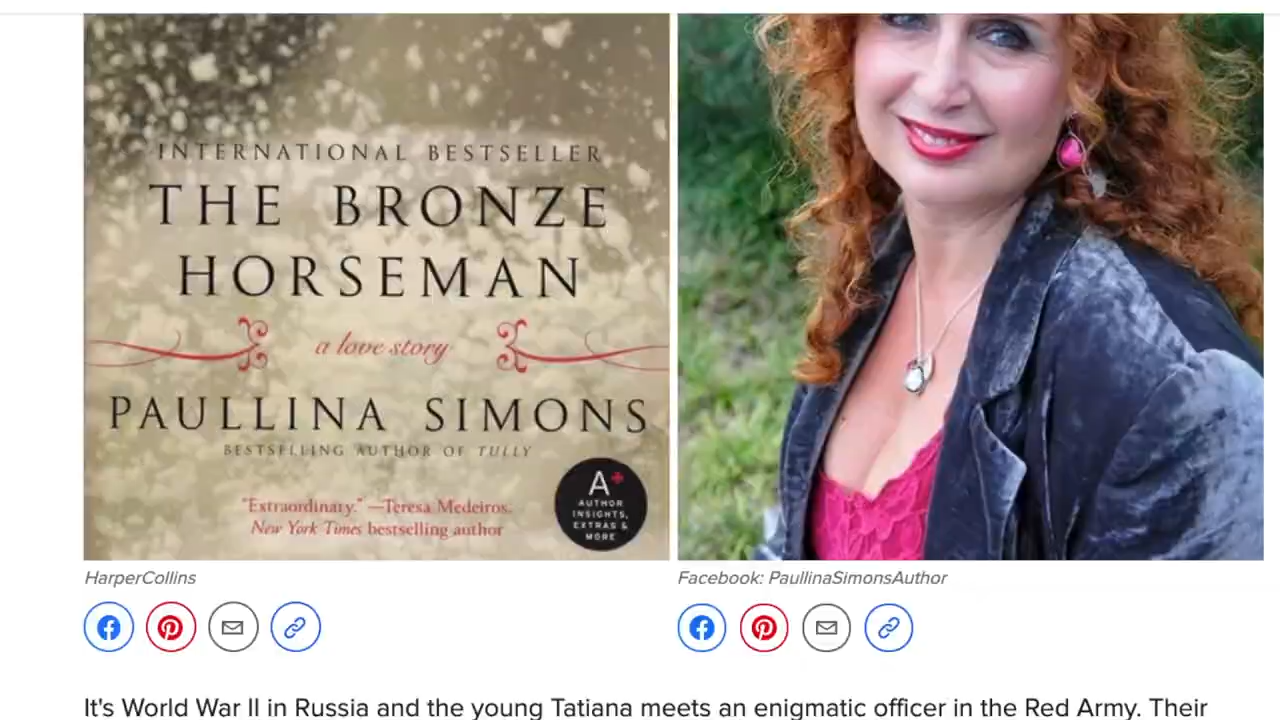 INTERNATIONAL BESTSELLER
THE BRONZE
HORSEMAN
a love story
PAULLINA SIMONS
BESTSELLING AUTHOR OF TULLY
"Extraordinary." —Teresa Medeiros,
New York Times bestselling author
A+
AUTHOR
INSIGHTS,
EXTRAS &
MORE
HarperCollins
Facebook: PaullinaSimonsAuthor
It's World War II in Russia and the young Tatiana meets an enigmatic officer in the Red Army. Their